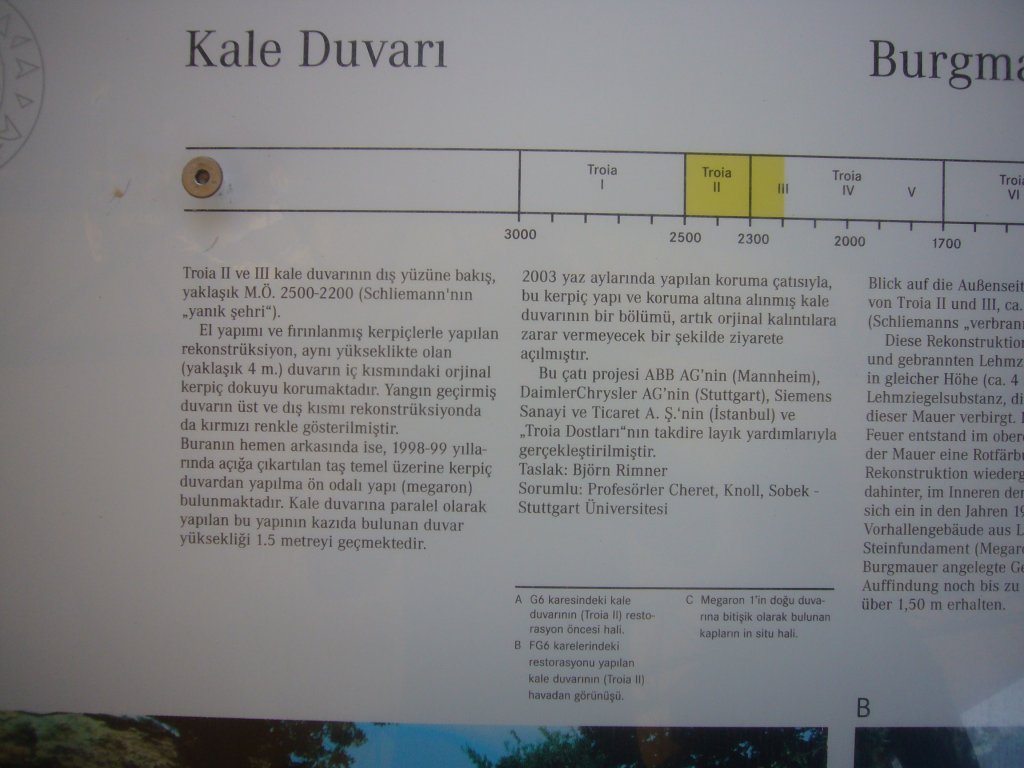 Kale Duvarı
Troia
I
Troia
II
III
Troia
IV
V
Troia
VI
3000
2500
2300
2000
1700
Troia II ve III kale duvarının dış yüzüne bakış,
yaklaşık M.Ö. 2500-2200 (Schliemann'nın
„yanık şehri“).
El yapımı ve fırınlanmış kerpiçlerle yapılan
rekonstrüksiyon, aynı yükseklikte olan
(yaklaşık 4 m.) duvarın iç kısmındaki orjinal
kerpiç dokuyu korumaktadır. Yangın geçirmiş
duvarın üst ve dış kısmı rekonstrüksiyonda
da kırmızı renkle gösterilmiştir.
Buranın hemen arkasında ise, 1998-99 yılla-
rında açığa çıkartılan taş temel üzerine kerpiç
duvardan yapılma ön odalı yapı (megaron)
bulunmaktadır. Kale duvarına paralel olarak
yapılan bu yapının kazıda bulunan duvar
yüksekliği 1.5 metreyi geçmektedir.
2003 yaz aylarında yapılan koruma çatısıyla,
bu kerpiç yapı ve koruma altına alınmış kale
duvarının bir bölümü, artık orjinal kalıntılara
zarar vermeyecek bir şekilde ziyarete
açılmıştır.
Bu çatı projesi ABB AG'nin (Mannheim),
DaimlerChrysler AG'nin (Stuttgart), Siemens
Sanayi ve Ticaret A. Ş.‘nin (İstanbul) ve
„Troia Dostları“nın takdire layık yardımlarıyla
gerçekleştirilmiştir.
Taslak: Björn Rimner
Sorumlu: Profesörler Cheret, Knoll, Sobek -
Stuttgart Üniversitesi
A G6 karesindeki kale
duvarının (Troia II) resto-
rasyon öncesi hali.
B FG6 karelerindeki
restorasyonu yapılan
kale duvarının (Troia II)
havadan görünüşü.
C Megaron 1'in doğu duva-
rına bitişik olarak bulunan
kapların in situ hali.
Burgma
Blick auf die Außenseit
von Troia II und III, ca.
(Schliemanns „verbrann
Diese Rekonstruktion
und gebrannten Lehmz
in gleicher Höhe (ca. 4
Lehmziegelsubstanz, di
dieser Mauer verbirgt.
Feuer entstand im obere
der Mauer eine Rotfärbu
Rekonstruktion wiederg
dahinter, im Inneren der
sich ein in den Jahren 19
Vorhallengebäude aus L
Steinfundament (Megaro
Burgmauer angelegte Ge
Auffindung noch bis zu
über 1,50 m erhalten.
B